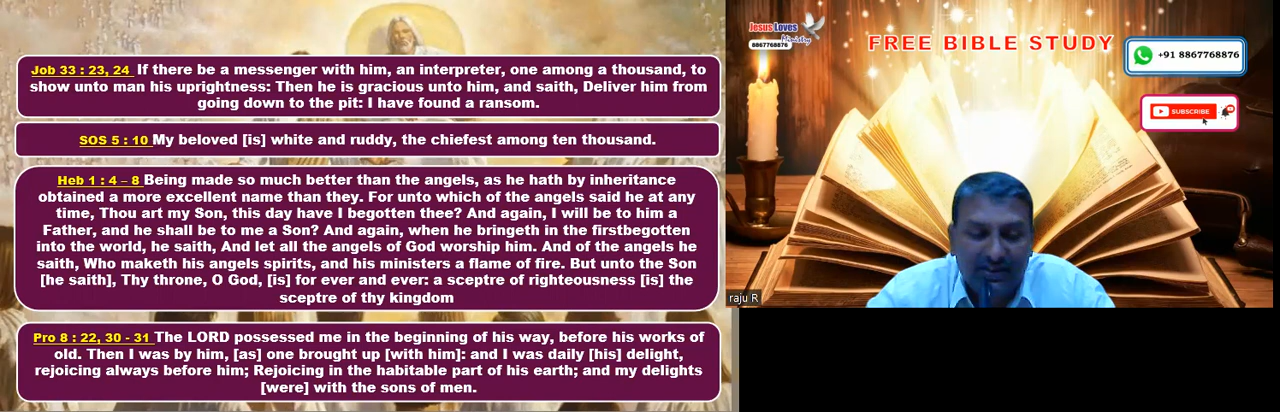 Job 33 : 23, 24 If there be a messenger with him, an interpreter, one among a thousand, to
show unto man his uprightness: Then he is gracious unto him, and saith, Deliver him from
going down to the pit: I have found a ransom.
SOS 5 : 10 My beloved [is] white and ruddy, the chiefest among ten thousand.
Heb 1 : 4 – 8 Being made so much better than the angels, as he hath by inheritance
obtained a more excellent name than they. For unto which of the angels said he at any
time, Thou art my Son, this day have I begotten thee? And again, I will be to him a
Father, and he shall be to me a Son? And again, when he bringeth in the firstbegotten
into the world, he saith, And let all the angels of God worship him. And of the angels he
saith, Who maketh his angels spirits, and his ministers a flame of fire. But unto the Son
[he saith], Thy throne, O God, [is] for ever and ever: a sceptre of righteousness [is] the
sceptre of thy kingdom
Pro 8 : 22, 30 - 31 The LORD possessed me in the beginning of his way, before his works of
old. Then I was by him, [as] one brought up [with him]: and I was daily [his] delight,
rejoicing always before him; Rejoicing in the habitable part of his earth; and my delights
[were] with the sons of men.
Jesus Loves
Ministry
8867768876
FREE BIBLE STUDY
+91 8867768876
SUBSCRIBE
raju R